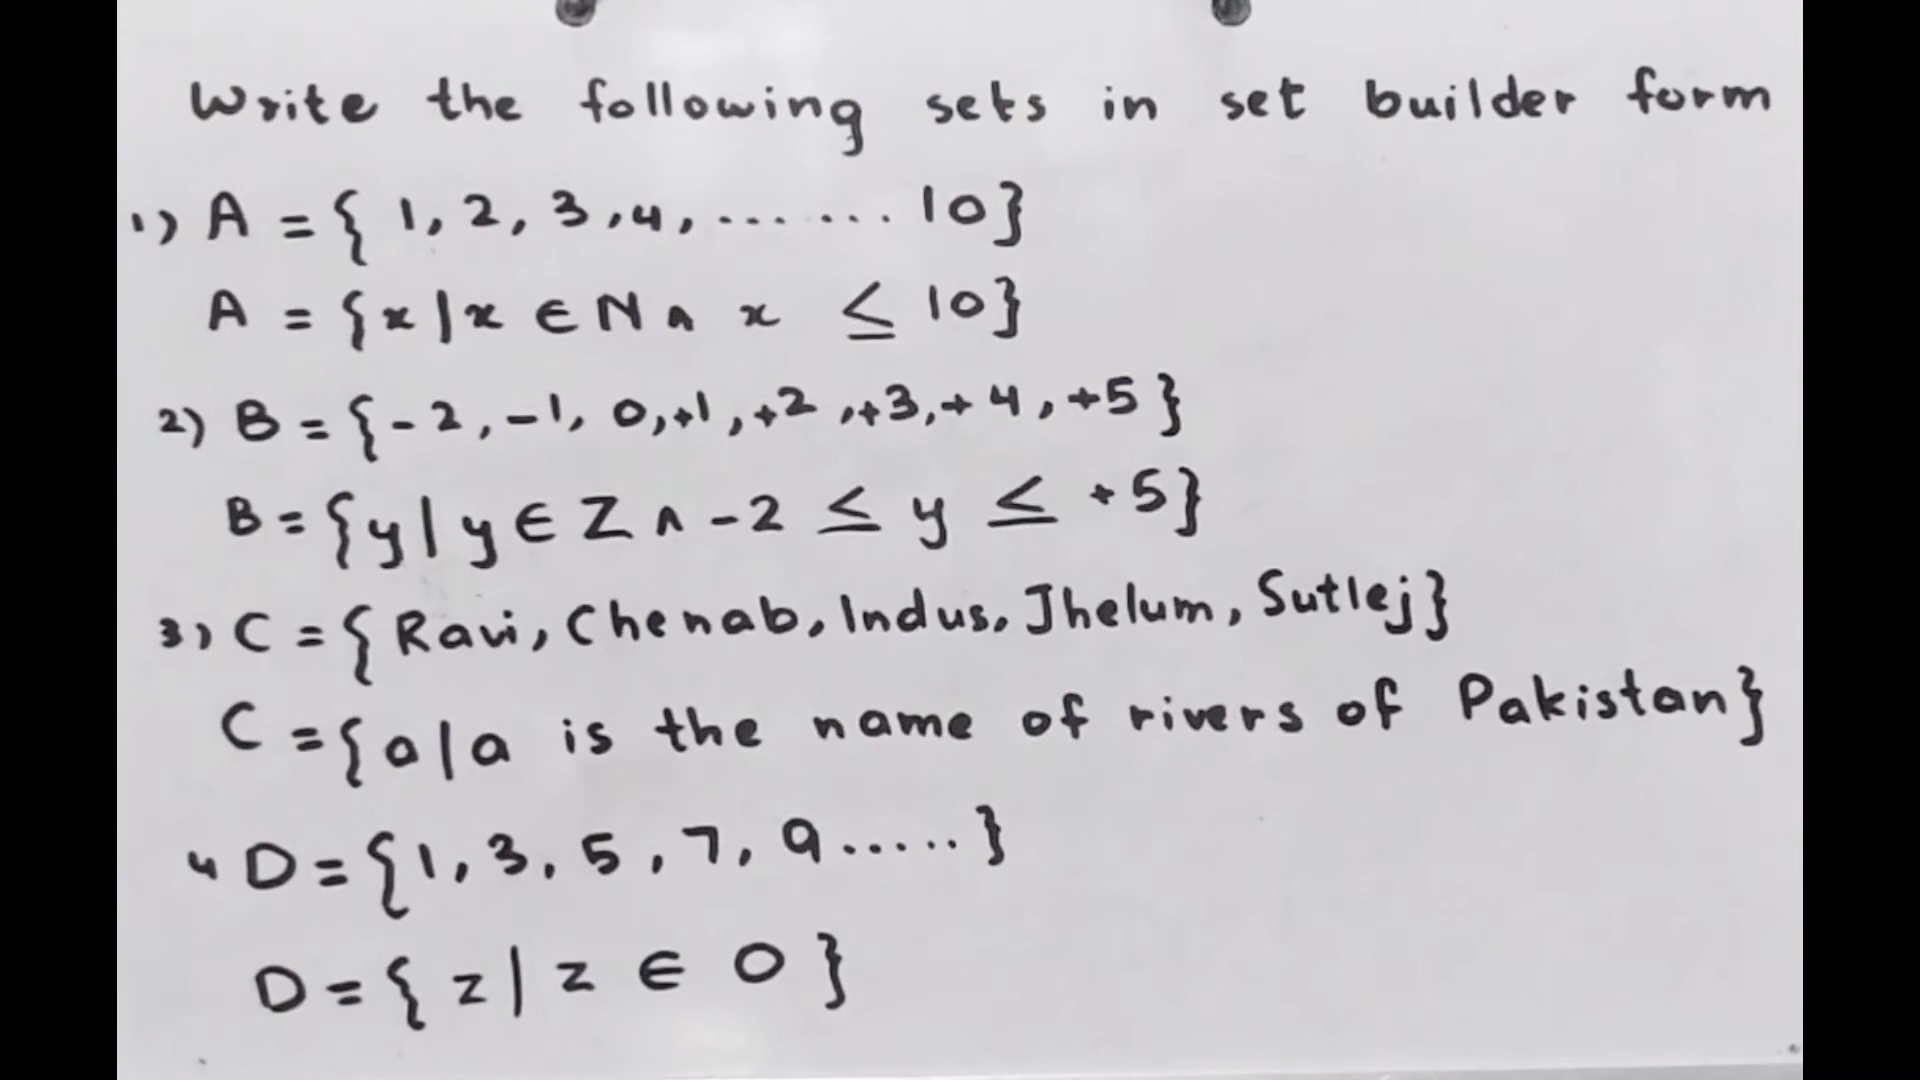 Write the following sets in set builder form
1) A = { 1, 2, 3, 4, ....... 10}
A = {x | x ∈ N ∧ x ≤ 10}
2) B = {-2, -1, 0, +1, +2, +3, +4, +5}
B = {y | y ∈ Z ∧ -2 ≤ y ≤ +5}
3) C = { Ravi, Chenab, Indus, Jhelum, Sutlej}
C = {a | a is the name of rivers of Pakistan}
4 D = {1, 3, 5, 7, 9 ..... }
D = { z | z ∈ O }